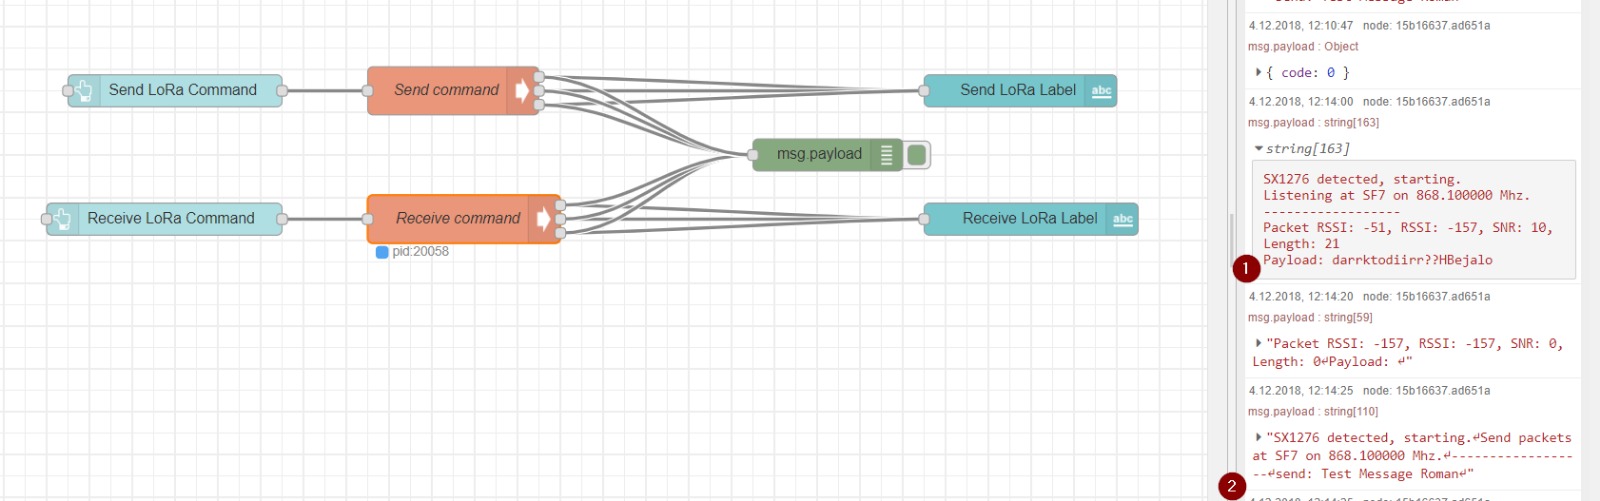 Send LoRa Command
Send command
Send LoRa Label
abc
msg.payload
Receive LoRa Command
Receive command
Receive LoRa Label
abc
pid:20058
4.12.2018, 12:10:47 node: 15b16637.ad651a
msg.payload : Object
{ code: 0 }
4.12.2018, 12:14:00 node: 15b16637.ad651a
msg.payload : string[163]
string[163]
SX1276 detected, starting.
Listening at SF7 on 868.100000 Mhz.
------------------
Packet RSSI: -51, RSSI: -157, SNR: 10,
Length: 21
Payload: darrktodiirr??HBejalo
1
4.12.2018, 12:14:20 node: 15b16637.ad651a
msg.payload : string[59]
"Packet RSSI: -157, RSSI: -157, SNR: 0,
Length: 0↵Payload: ↵"
4.12.2018, 12:14:25 node: 15b16637.ad651a
msg.payload : string[110]
"SX1276 detected, starting.↵Send packets
at SF7 on 868.100000 Mhz.↵----------------
--↵send: Test Message Roman↵"
2